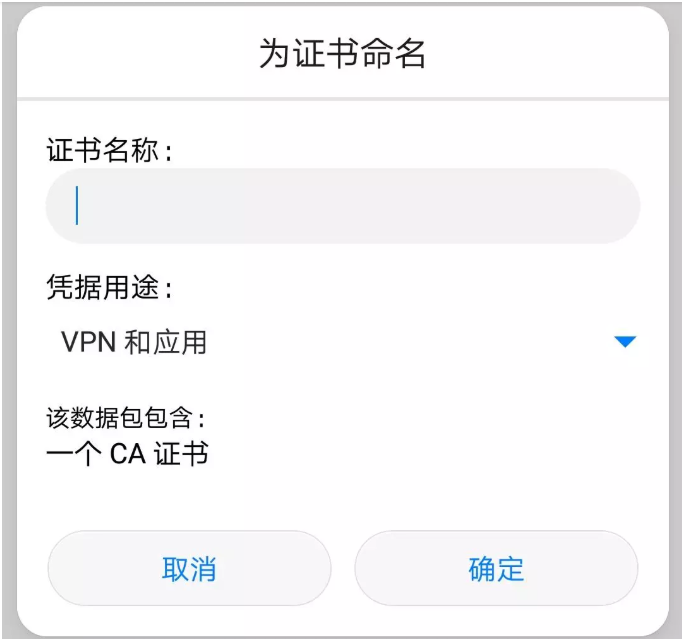 为证书命名
证书名称：
凭据用途：
VPN 和应用
该数据包包含：
一个 CA 证书
取消
确定